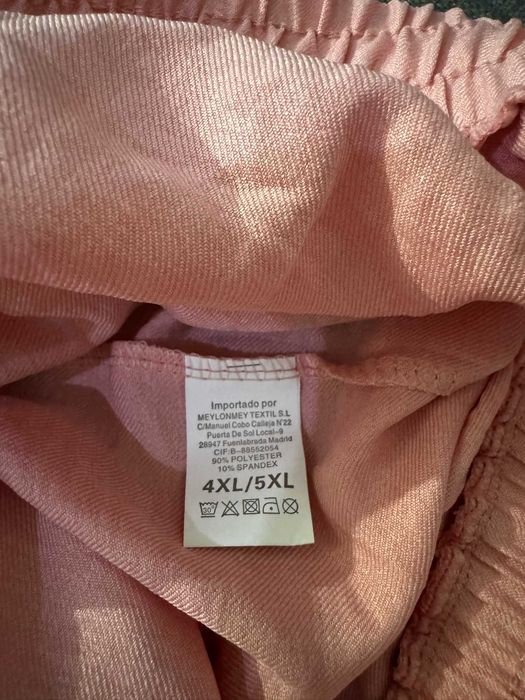 Importado por
MEYLONMEY TEXTIL S.L
C/Manuel Cobo Calleja N°22
Puerta De Sol Local-9
28947 Fuenlabrada Madrid
CIF:B-88552054
90% POLYESTER
10% SPANDEX
4XL/5XL
30°